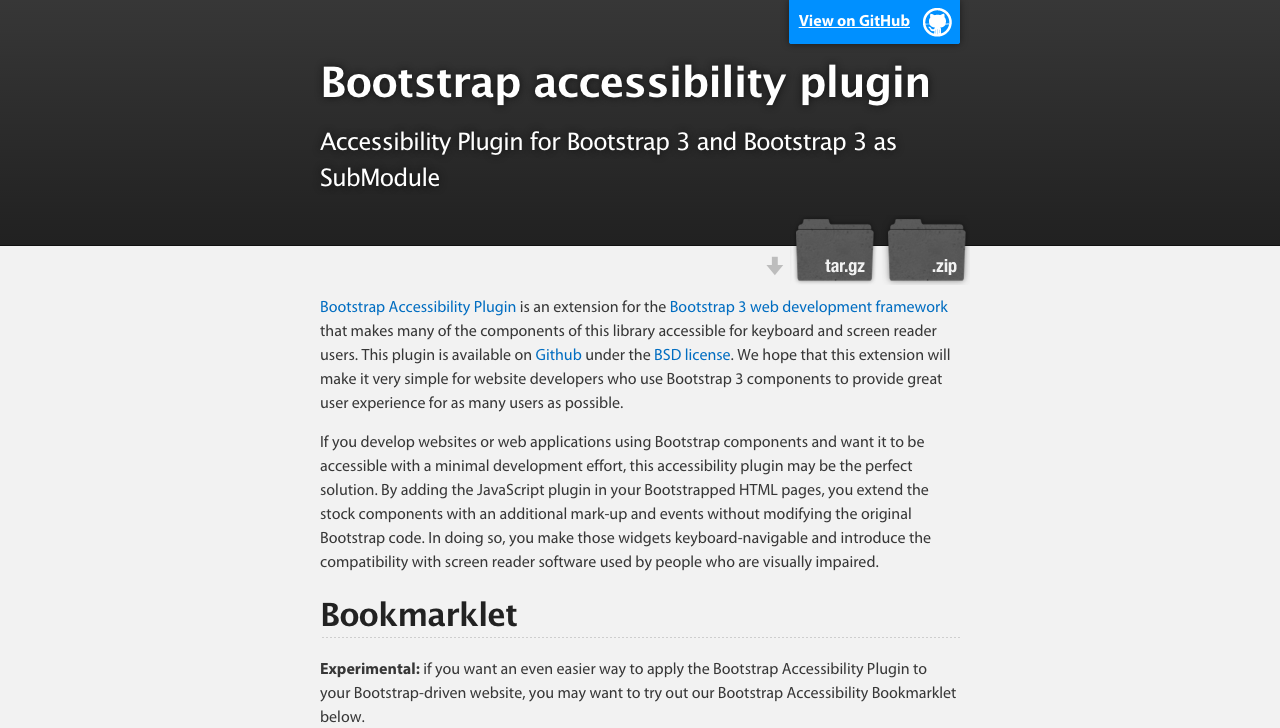 View on GitHub
Bootstrap accessibility plugin
Accessibility Plugin for Bootstrap 3 and Bootstrap 3 as
SubModule
tar.gz
.zip
Bootstrap Accessibility Plugin is an extension for the Bootstrap 3 web development framework
that makes many of the components of this library accessible for keyboard and screen reader
users. This plugin is available on Github under the BSD license. We hope that this extension will
make it very simple for website developers who use Bootstrap 3 components to provide great
user experience for as many users as possible.
If you develop websites or web applications using Bootstrap components and want it to be
accessible with a minimal development effort, this accessibility plugin may be the perfect
solution. By adding the JavaScript plugin in your Bootstrapped HTML pages, you extend the
stock components with an additional mark-up and events without modifying the original
Bootstrap code. In doing so, you make those widgets keyboard-navigable and introduce the
compatibility with screen reader software used by people who are visually impaired.
Bookmarklet
Experimental: if you want an even easier way to apply the Bootstrap Accessibility Plugin to
your Bootstrap-driven website, you may want to try out our Bootstrap Accessibility Bookmarklet
below.